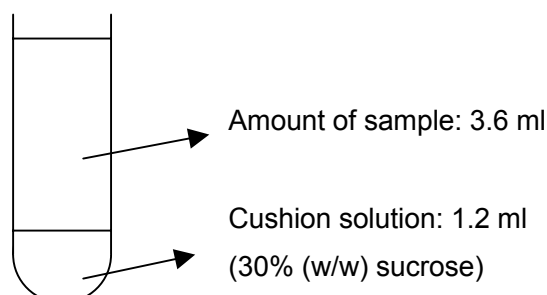 Amount of sample: 3.6 ml
Cushion solution: 1.2 ml
(30% (w/w) sucrose)